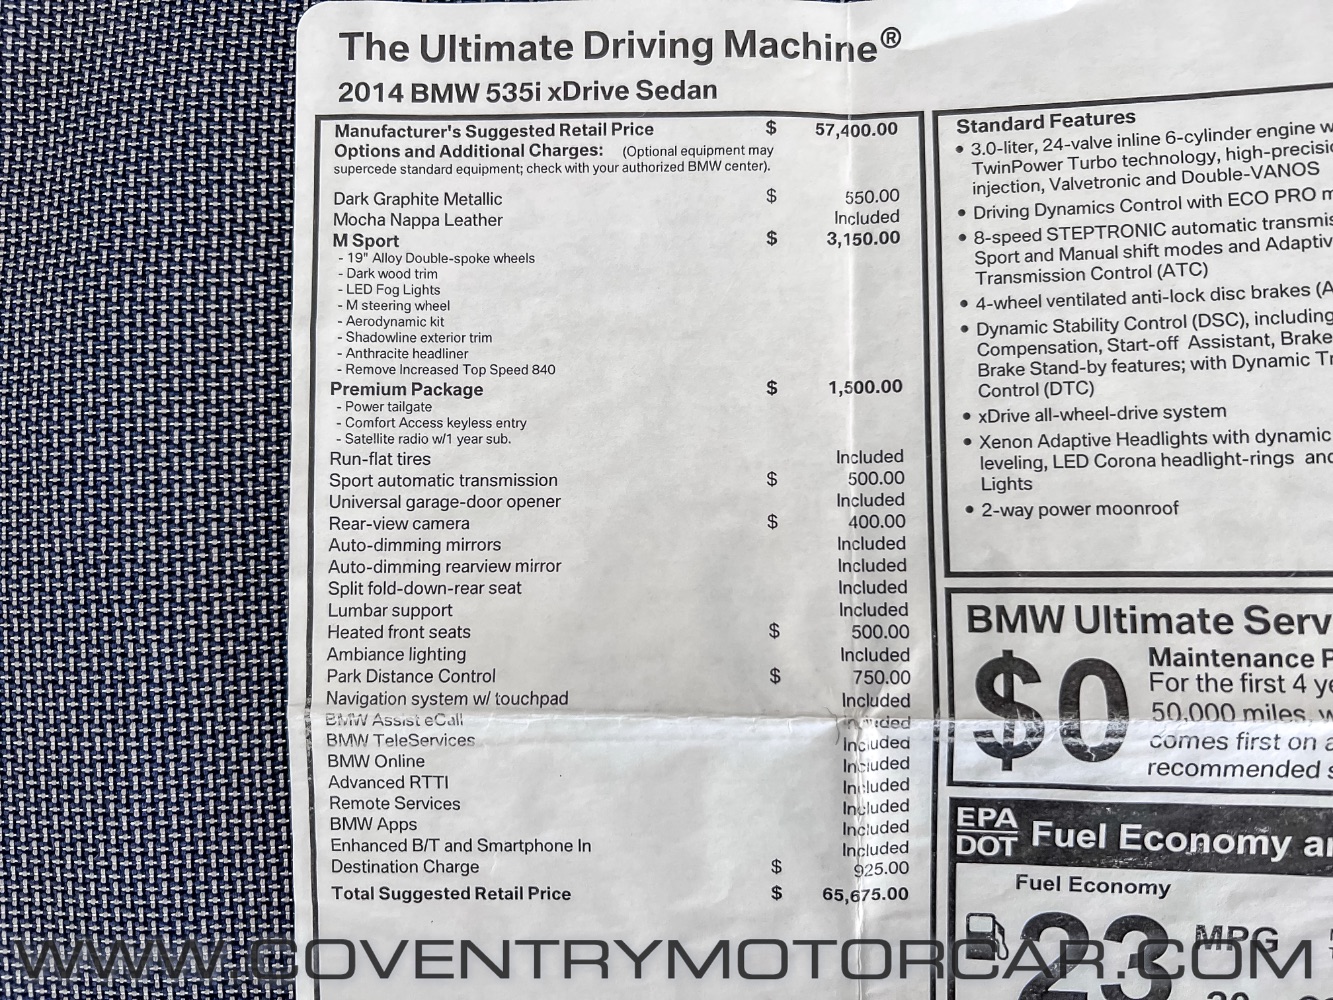 The Ultimate Driving Machine®
2014 BMW 535i xDrive Sedan
Manufacturer's Suggested Retail Price $ 57,400.00
Options and Additional Charges: (Optional equipment may
supercede standard equipment; check with your authorized BMW center).
Dark Graphite Metallic $ 550.00
Mocha Nappa Leather Included
M Sport $ 3,150.00
- 19" Alloy Double-spoke wheels
- Dark wood trim
- LED Fog Lights
- M steering wheel
- Aerodynamic kit
- Shadowline exterior trim
- Anthracite headliner
- Remove Increased Top Speed 840
Premium Package $ 1,500.00
- Power tailgate
- Comfort Access keyless entry
- Satellite radio w/1 year sub.
Run-flat tires Included
Sport automatic transmission $ 500.00
Universal garage-door opener Included
Rear-view camera $ 400.00
Auto-dimming mirrors Included
Auto-dimming rearview mirror Included
Split fold-down-rear seat Included
Lumbar support Included
Heated front seats $ 500.00
Ambiance lighting Included
Park Distance Control $ 750.00
Navigation system w/ touchpad Included
BMW Assist eCall Included
BMW TeleServices Included
BMW Online Included
Advanced RTTI Included
Remote Services Included
BMW Apps Included
Enhanced B/T and Smartphone In Included
Destination Charge $ 925.00
Total Suggested Retail Price $ 65,675.00
Standard Features
• 3.0-liter, 24-valve inline 6-cylinder engine w
TwinPower Turbo technology, high-precisio
injection, Valvetronic and Double-VANOS
• Driving Dynamics Control with ECO PRO m
• 8-speed STEPTRONIC automatic transmis
Sport and Manual shift modes and Adaptiv
Transmission Control (ATC)
• 4-wheel ventilated anti-lock disc brakes (A
• Dynamic Stability Control (DSC), including
Compensation, Start-off Assistant, Brake
Brake Stand-by features; with Dynamic Tr
Control (DTC)
• xDrive all-wheel-drive system
• Xenon Adaptive Headlights with dynamic
leveling, LED Corona headlight-rings and
Lights
• 2-way power moonroof
BMW Ultimate Serv
$0
Maintenance P
For the first 4 ye
50,000 miles, w
comes first on a
recommended s
EPA
DOT
Fuel Economy an
Fuel Economy
23 MPG
WWW.COVENTRYMOTORCAR.COM